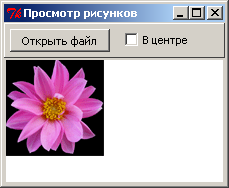 Просмотр рисунков
Открыть файл
В центре